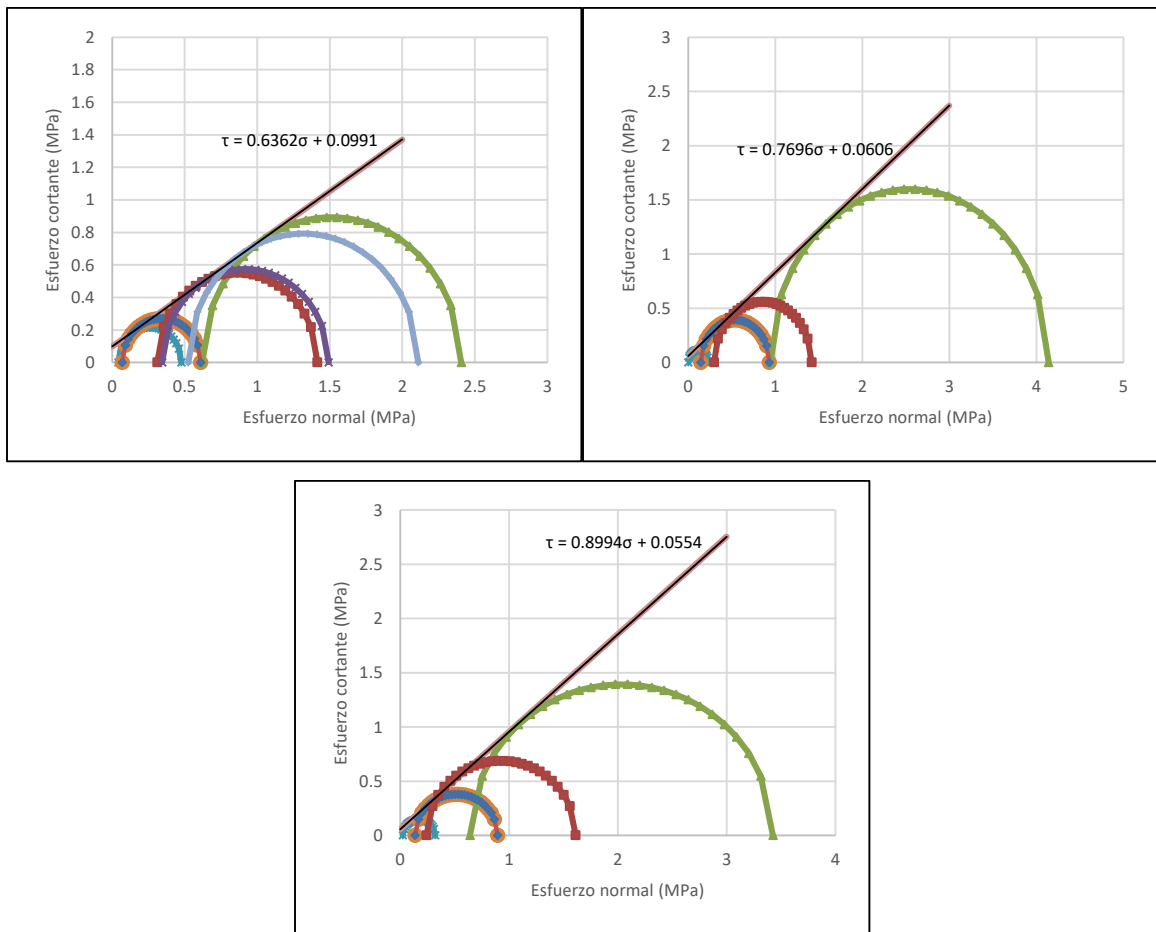 Esfuerzo cortante (MPa)
2
1.8
1.6
1.4
1.2
1
0.8
0.6
0.4
0.2
0
τ = 0.6362σ + 0.0991
0 0.5 1 1.5 2 2.5 3
Esfuerzo normal (MPa)
Esfuerzo cortante (MPa)
3
2.5
2
1.5
1
0.5
0
τ = 0.7696σ + 0.0606
0 1 2 3 4 5
Esfuerzo normal (MPa)
Esfuerzo cortante (MPa)
3
2.5
2
1.5
1
0.5
0
τ = 0.8994σ + 0.0554
0 1 2 3 4
Esfuerzo normal (MPa)